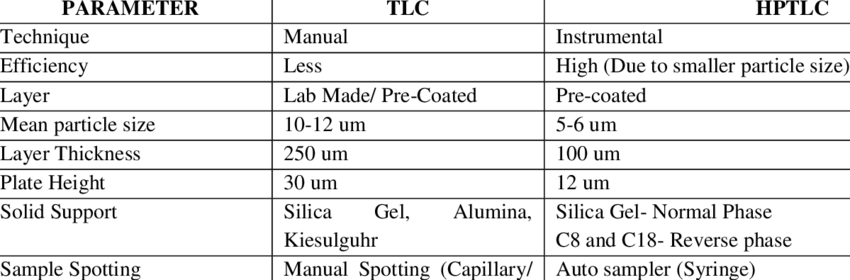 PARAMETER TLC HPTLC
Technique Manual Instrumental
Efficiency Less High (Due to smaller particle size)
Layer Lab Made/ Pre-Coated Pre-coated
Mean particle size 10-12 um 5-6 um
Layer Thickness 250 um 100 um
Plate Height 30 um 12 um
Solid Support Silica Gel, Alumina, Silica Gel- Normal Phase
Kiesulguhr C8 and C18- Reverse phase
Sample Spotting Manual Spotting (Capillary/ Auto sampler (Syringe)